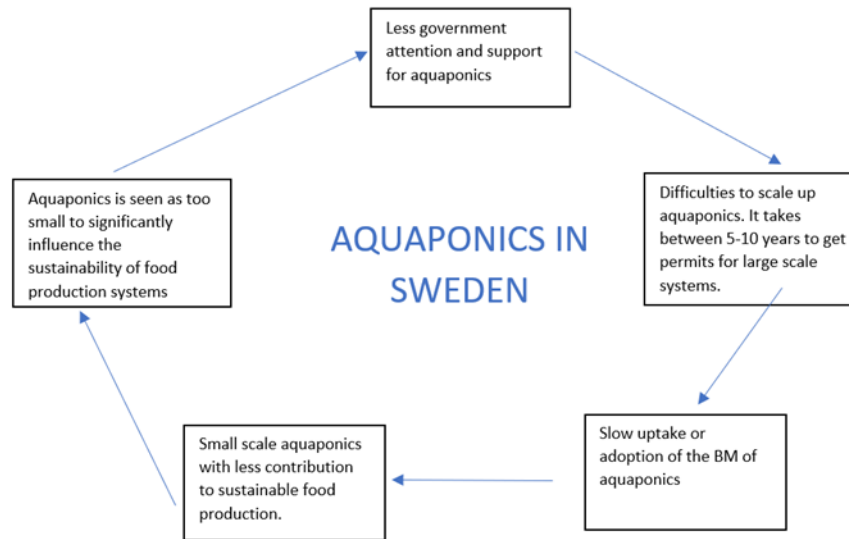 Less government
attention and support
for aquaponics
Aquaponics is seen as too
small to significantly
influence the
sustainability of food
production systems
AQUAPONICS IN
SWEDEN
Difficulties to scale up
aquaponics. It takes
between 5-10 years to get
permits for large scale
systems.
Small scale aquaponics
with less contribution
to sustainable food
production.
Slow uptake or
adoption of the BM of
aquaponics